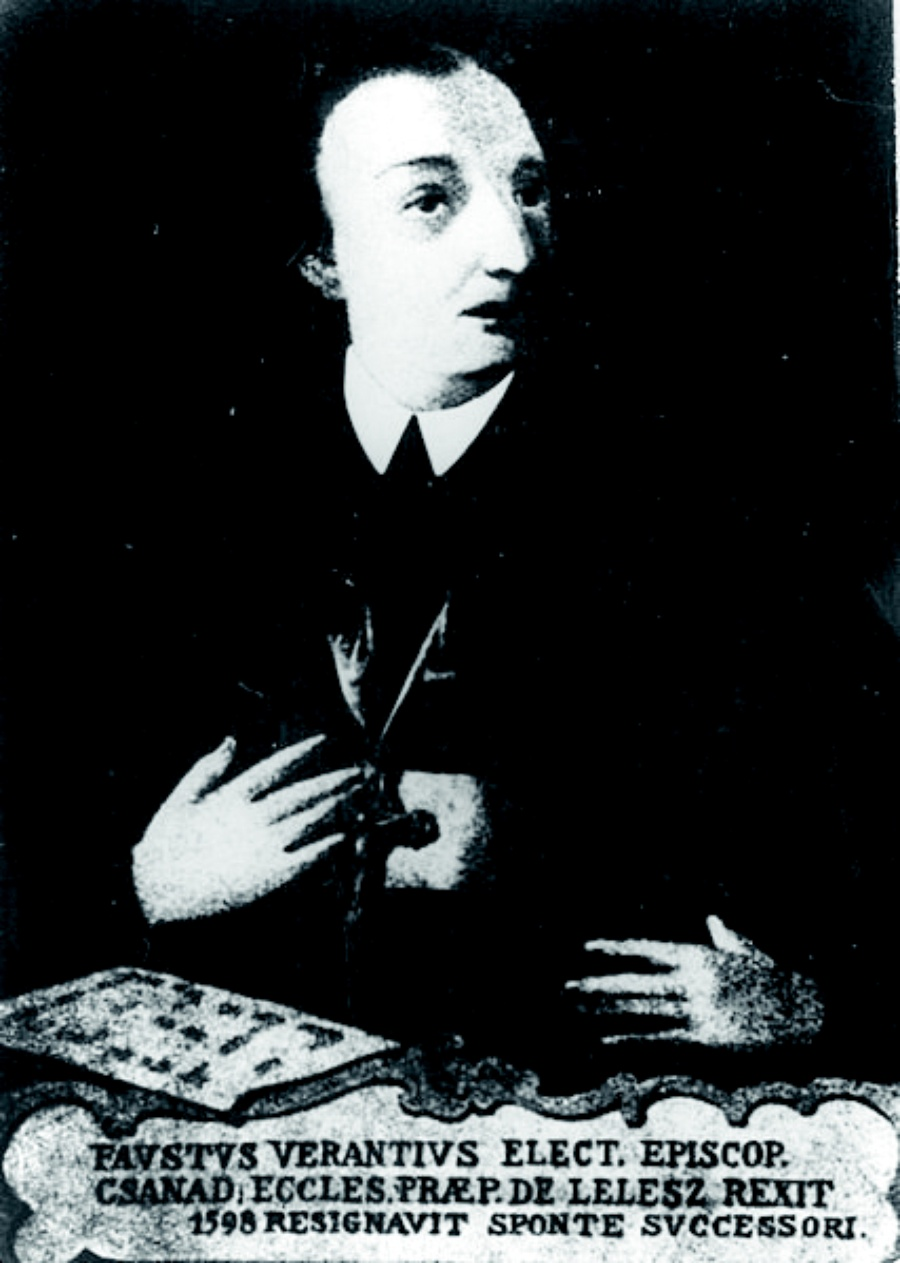 FAVSTVS VERANTIVS ELECT. EPISCOP.
CSANAD; ECCLES. PRÆP. DE LELESZ REXIT
1598 RESIGNAVIT SPONTE SVCCESSORI.